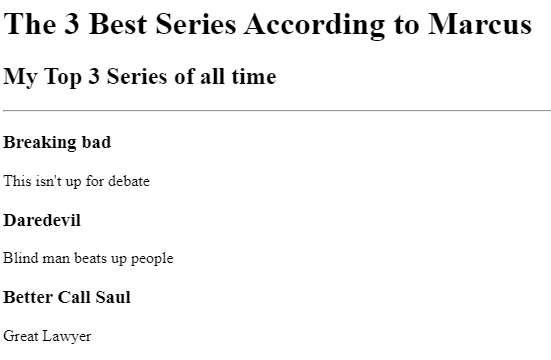 The 3 Best Series According to Marcus
My Top 3 Series of all time
Breaking bad
This isn't up for debate
Daredevil
Blind man beats up people
Better Call Saul
Great Lawyer